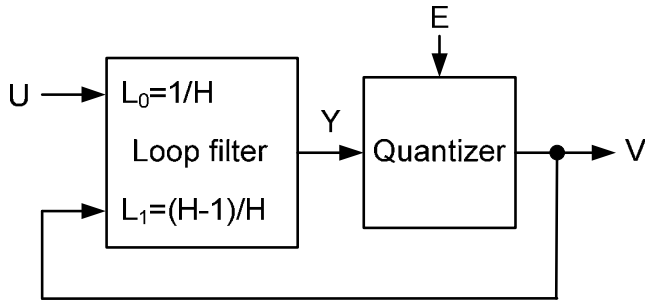 E
U
L₀=1/H
Y
Loop filter
Quantizer
V
L₁=(H-1)/H